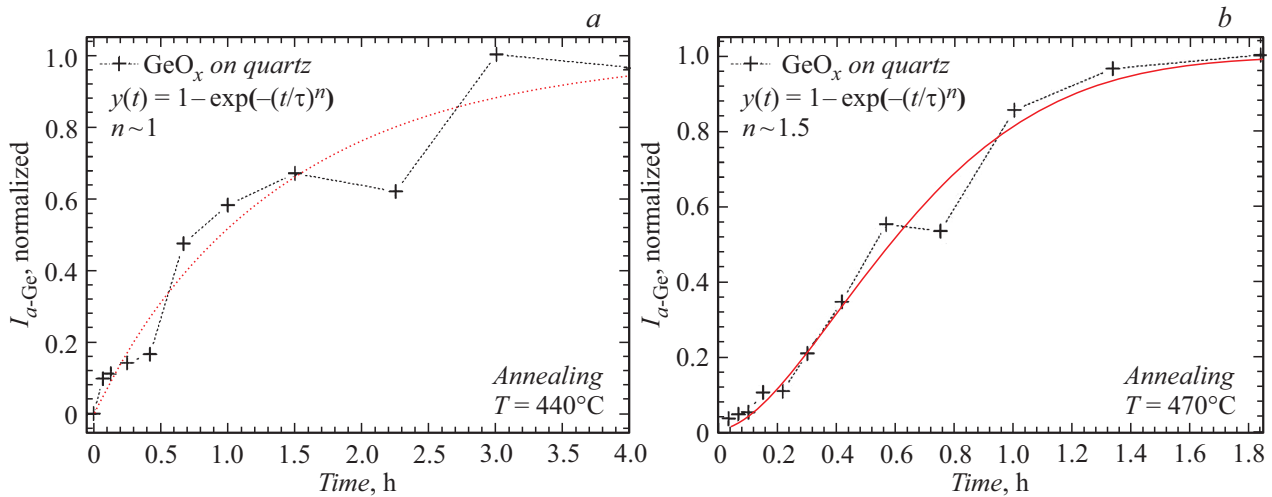 a
1.0
0.8
0.6
0.4
0.2
0
I_a-Ge, normalized
GeO_x on quartz
y(t) = 1 – exp(–(t/τ)^n)
n ~ 1
Annealing
T = 440°C
0 0.5 1.0 1.5 2.0 2.5 3.0 3.5 4.0
Time, h
b
1.0
0.8
0.6
0.4
0.2
0
I_a-Ge, normalized
GeO_x on quartz
y(t) = 1 – exp(–(t/τ)^n)
n ~ 1.5
Annealing
T = 470°C
0 0.2 0.4 0.6 0.8 1.0 1.2 1.4 1.6 1.8
Time, h